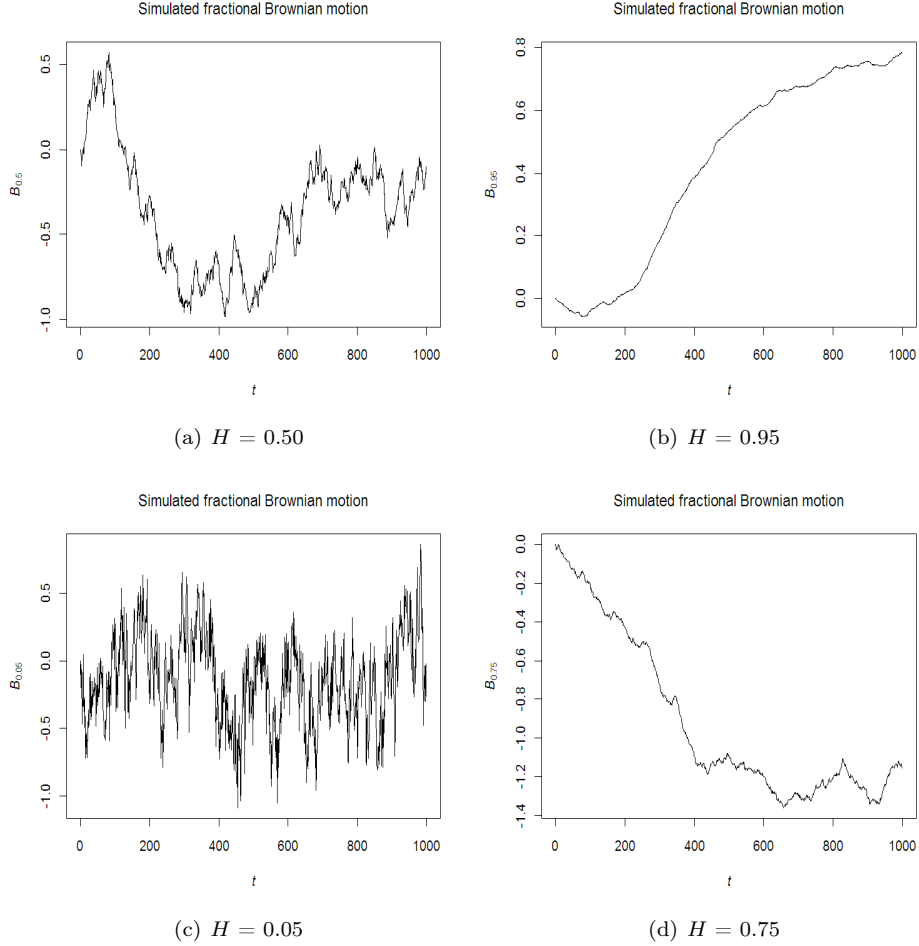 Simulated fractional Brownian motion
B0.5
0.5
0.0
-0.5
-1.0
0 200 400 600 800 1000
t
(a) H = 0.50
Simulated fractional Brownian motion
B0.95
0.8
0.6
0.4
0.2
0.0
0 200 400 600 800 1000
t
(b) H = 0.95
Simulated fractional Brownian motion
B0.05
0.5
0.0
-0.5
-1.0
0 200 400 600 800 1000
t
(c) H = 0.05
Simulated fractional Brownian motion
B0.75
0.0
-0.2
-0.4
-0.6
-0.8
-1.0
-1.2
-1.4
0 200 400 600 800 1000
t
(d) H = 0.75